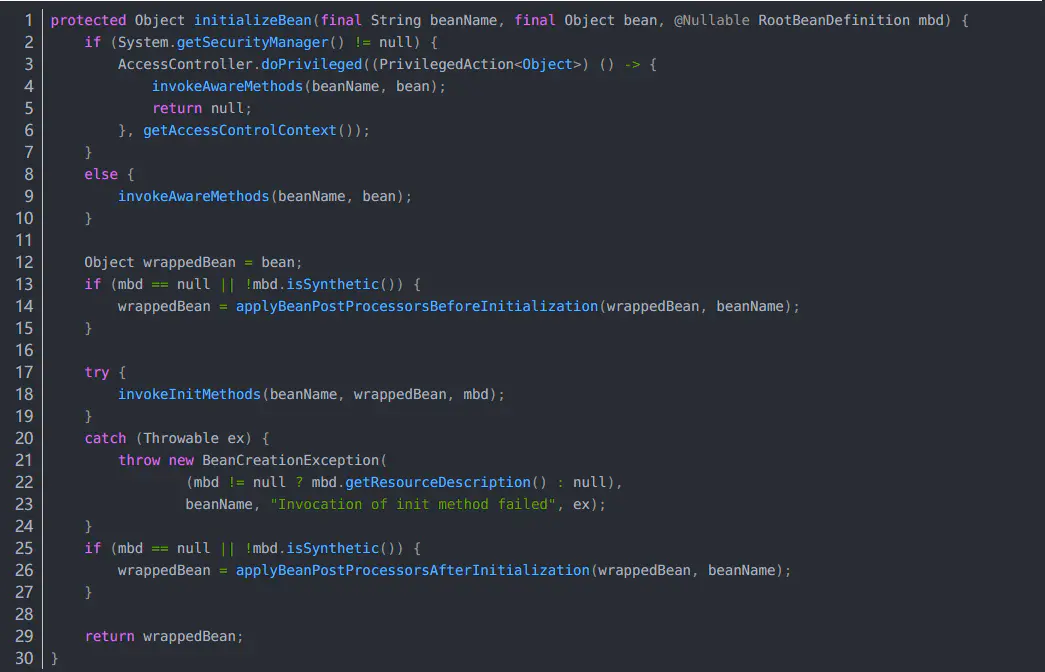 1 protected Object initializeBean(final String beanName, final Object bean, @Nullable RootBeanDefinition mbd) {
2     if (System.getSecurityManager() != null) {
3         AccessController.doPrivileged((PrivilegedAction<Object>) () -> {
4             invokeAwareMethods(beanName, bean);
5             return null;
6         }, getAccessControlContext());
7     }
8     else {
9         invokeAwareMethods(beanName, bean);
10     }
11
12     Object wrappedBean = bean;
13     if (mbd == null || !mbd.isSynthetic()) {
14         wrappedBean = applyBeanPostProcessorsBeforeInitialization(wrappedBean, beanName);
15     }
16
17     try {
18         invokeInitMethods(beanName, wrappedBean, mbd);
19     }
20     catch (Throwable ex) {
21         throw new BeanCreationException(
22                 (mbd != null ? mbd.getResourceDescription() : null),
23                 beanName, "Invocation of init method failed", ex);
24     }
25     if (mbd == null || !mbd.isSynthetic()) {
26         wrappedBean = applyBeanPostProcessorsAfterInitialization(wrappedBean, beanName);
27     }
28
29     return wrappedBean;
30 }